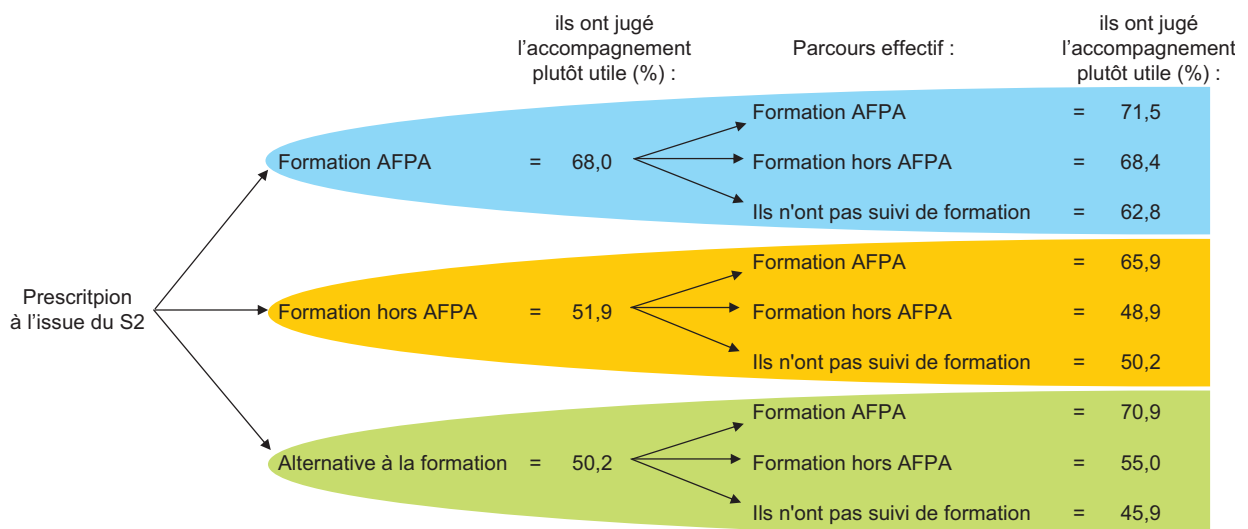 ils ont jugé
l'accompagnement
plutôt utile (%) :
Parcours effectif :
ils ont jugé
l'accompagnement
plutôt utile (%) :
Prescritpion
à l'issue du S2
Formation AFPA = 68,0
Formation AFPA = 71,5
Formation hors AFPA = 68,4
Ils n'ont pas suivi de formation = 62,8
Formation hors AFPA = 51,9
Formation AFPA = 65,9
Formation hors AFPA = 48,9
Ils n'ont pas suivi de formation = 50,2
Alternative à la formation = 50,2
Formation AFPA = 70,9
Formation hors AFPA = 55,0
Ils n'ont pas suivi de formation = 45,9